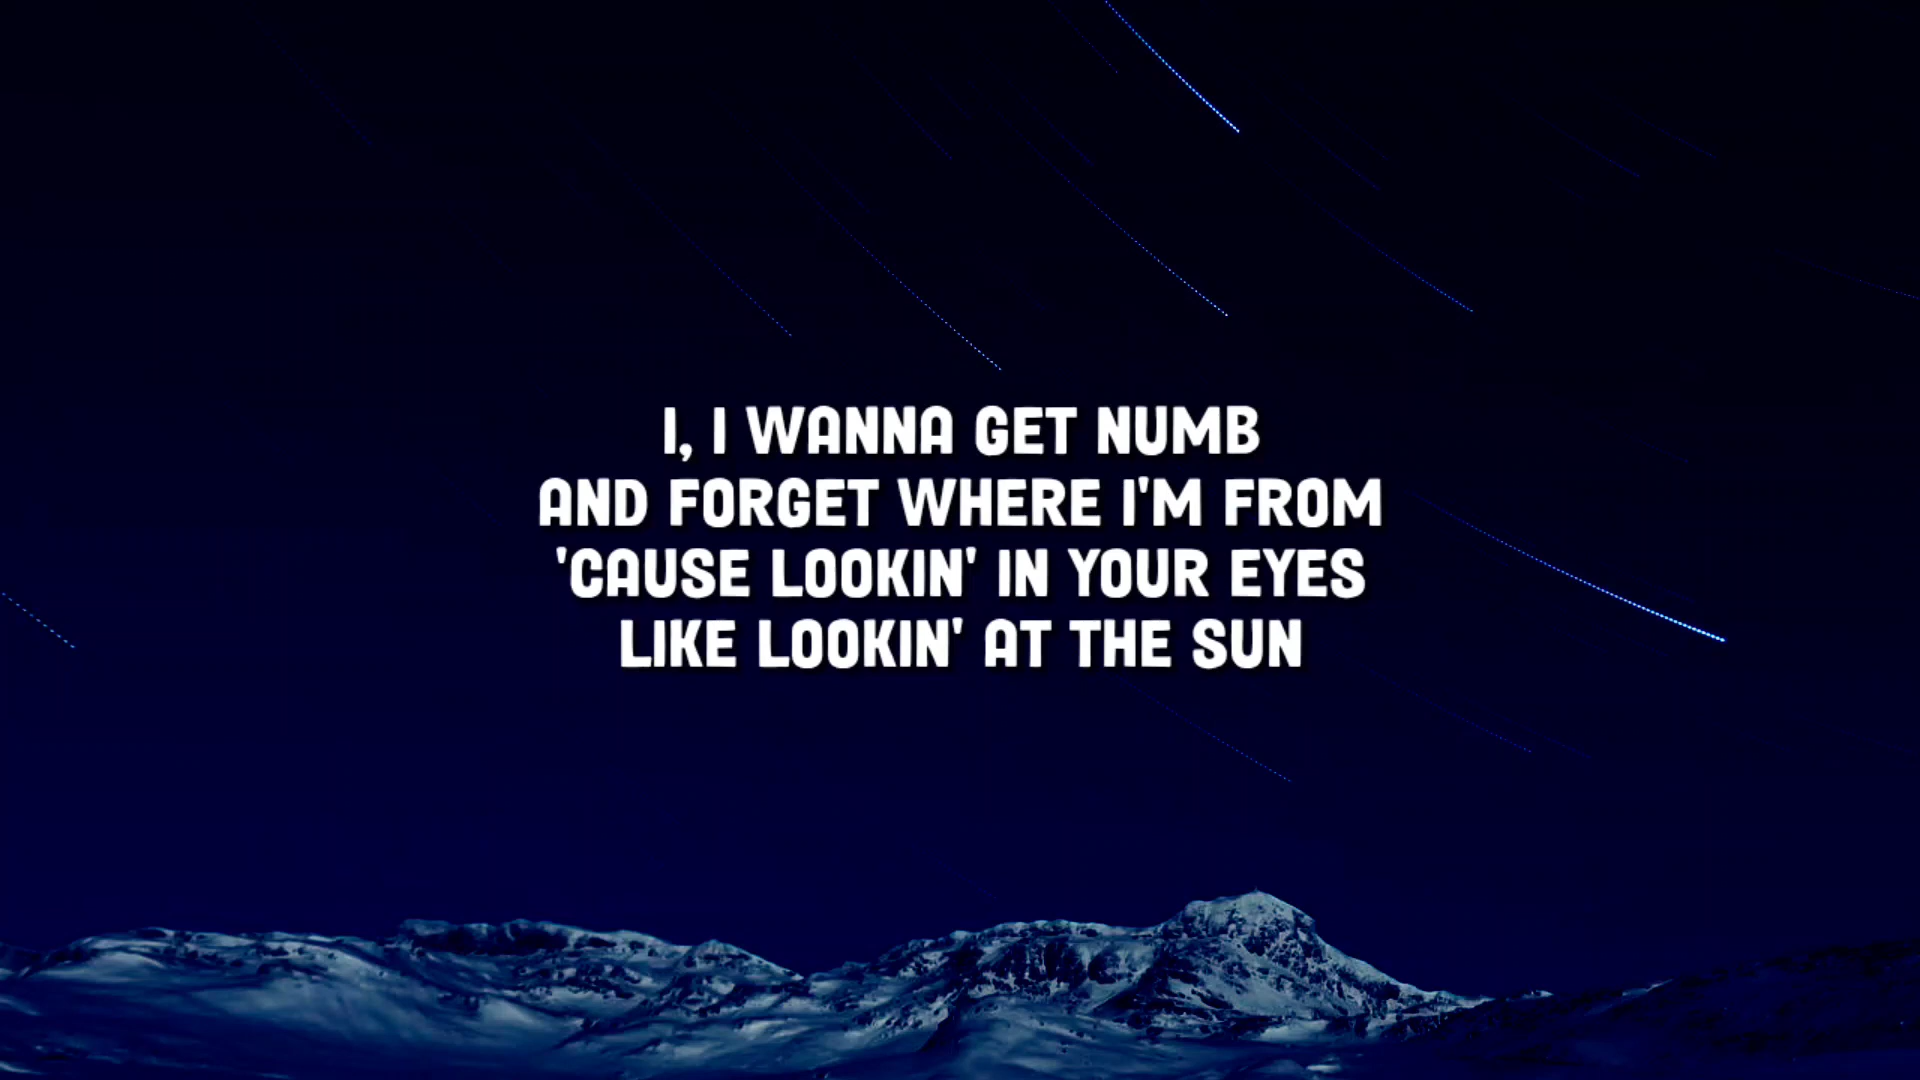 I, I WANNA GET NUMB
AND FORGET WHERE I'M FROM
'CAUSE LOOKIN' IN YOUR EYES
LIKE LOOKIN' AT THE SUN